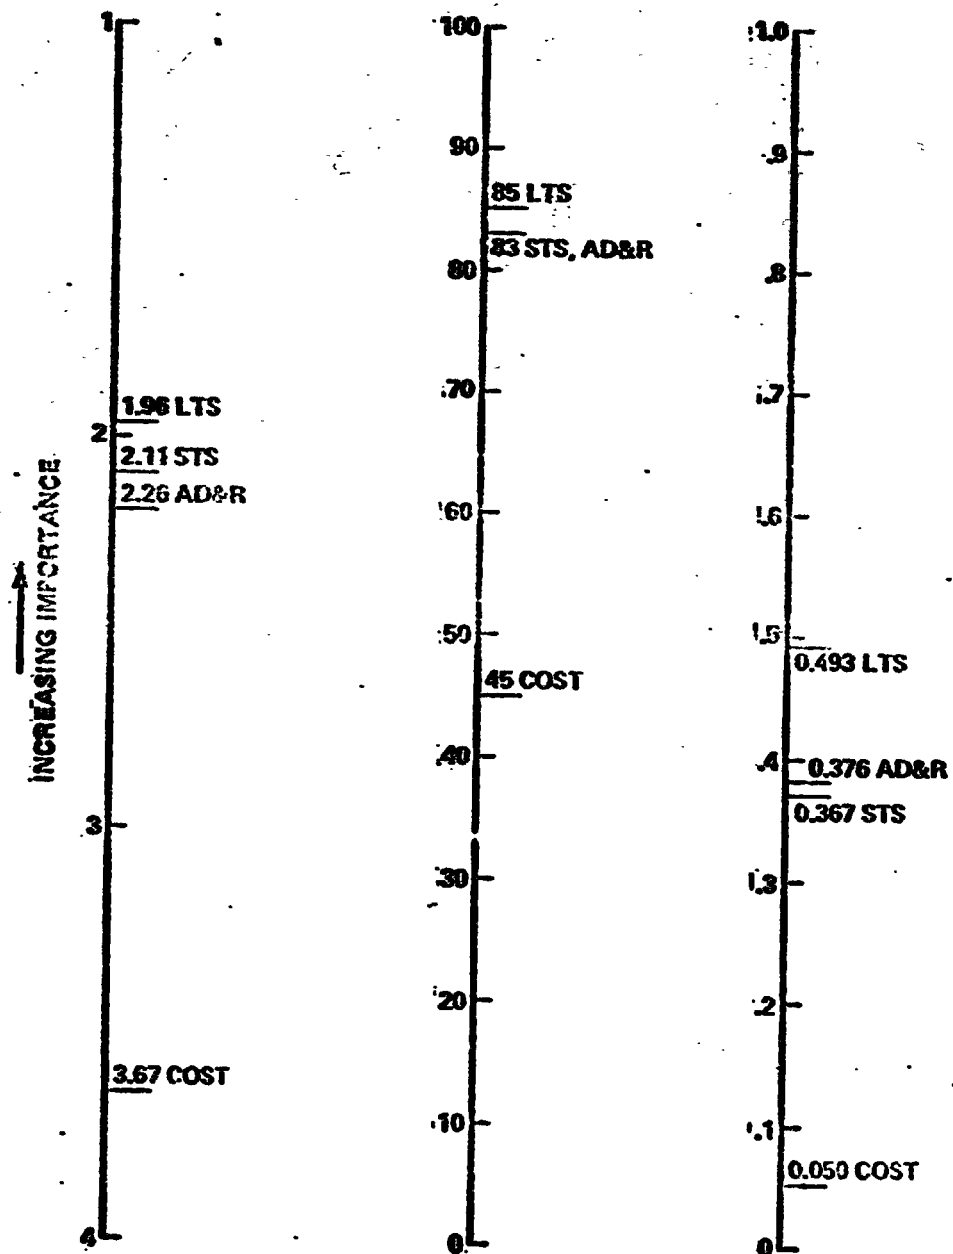 INCREASING IMPORTANCE
1
1.96 LTS
2
2.11 STS
2.26 AD&R
3
3.67 COST
4
100
90
85 LTS
83 STS, AD&R
80
70
60
50
45 COST
40
30
20
10
0
1.0
.9
.8
.7
.6
.5
0.493 LTS
.4
0.376 AD&R
0.367 STS
.3
.2
.1
0.050 COST
0